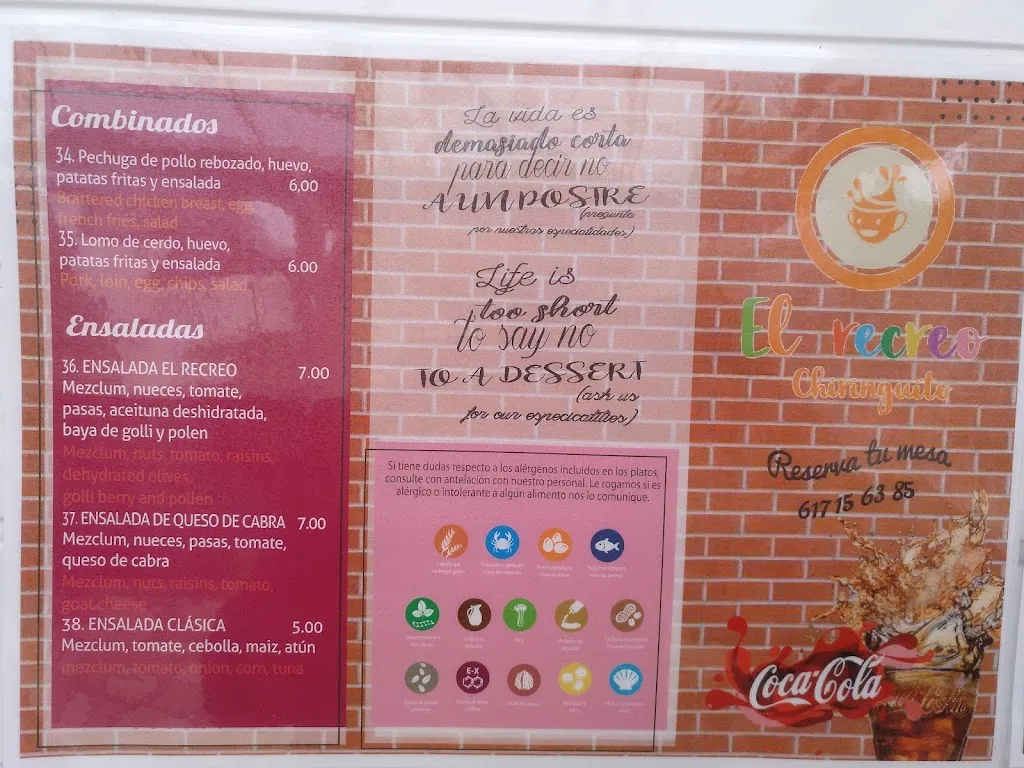 Combinados
34. Pechuga de pollo rebozado, huevo,
patatas fritas y ensalada 6,00
Brattered chicken breast, egg,
french fries, salad
35. Lomo de cerdo, huevo,
patatas fritas y ensalada 6.00
Pork, loin, egg, chips, salad
Ensaladas
36. ENSALADA EL RECREO 7.00
Mezclum, nueces, tomate,
pasas, aceituna deshidratada,
baya de golli y polen
Mezclum, nuts, tomato, raisins,
dehydrated olives,
golli berry and pollen
37. ENSALADA DE QUESO DE CABRA 7.00
Mezclum, nueces, pasas, tomate,
queso de cabra
Mezclum, nuts, raisins, tomato,
goat cheese
38. ENSALADA CLÁSICA 5.00
Mezclum, tomate, cebolla, maiz, atún
mezclum, tomato, onion, corn, tuna
La vida es
demasiado corta
para decir no
A UN POSTRE
(pregunta
por nuestras especialidades)
Life is
too short
to say no
TO A DESSERT
(ask us
for our
Si tiene dudas respecto a los alérgenos incluidos en los platos,
consulte con antelación con nuestro personal. Le rogamos si es
alérgico o intolerante a algún alimento nos lo comunique.
E-X
El recreo
Chiringuito
Reserva tu mesa
617 15 63 85
Coca-Cola